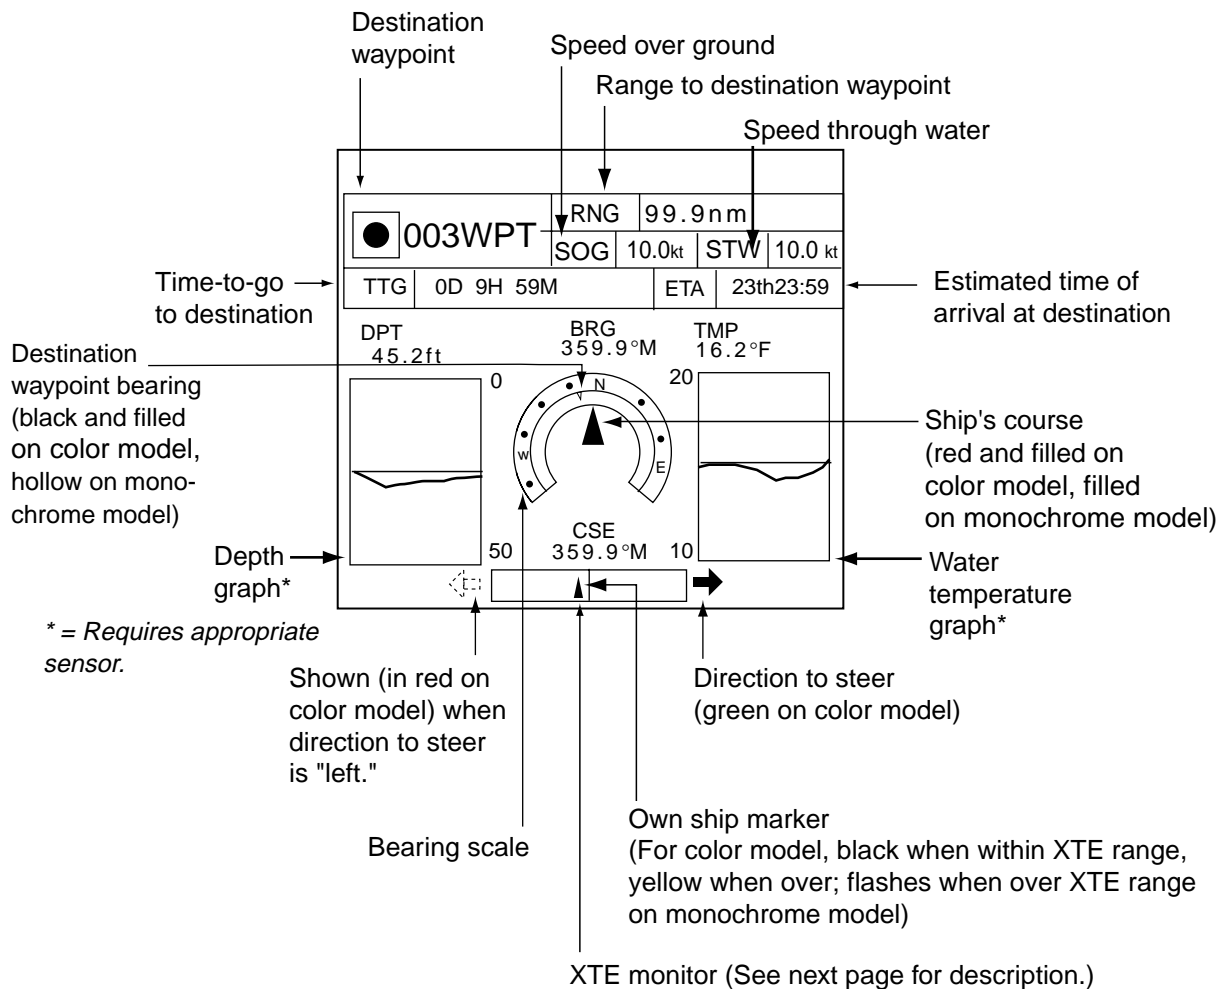 Destination
waypoint
Speed over ground
Range to destination waypoint
Speed through water
RNG 99.9nm
003WPT
SOG 10.0kt STW 10.0 kt
Time-to-go
to destination
TTG 0D 9H 59M ETA 23th23:59
Estimated time of
arrival at destination
DPT
45.2ft
BRG
359.9°M
TMP
16.2°F
Destination
waypoint bearing
(black and filled
on color model,
hollow on mono-
chrome model)
0
N
W
E
20
Ship's course
(red and filled on
color model, filled
on monochrome model)
CSE
50 359.9°M 10
Depth
graph*
Water
temperature
graph*
* = Requires appropriate
sensor.
Shown (in red on
color model) when
direction to steer
is "left."
Direction to steer
(green on color model)
Bearing scale
Own ship marker
(For color model, black when within XTE range,
yellow when over; flashes when over XTE range
on monochrome model)
XTE monitor (See next page for description.)